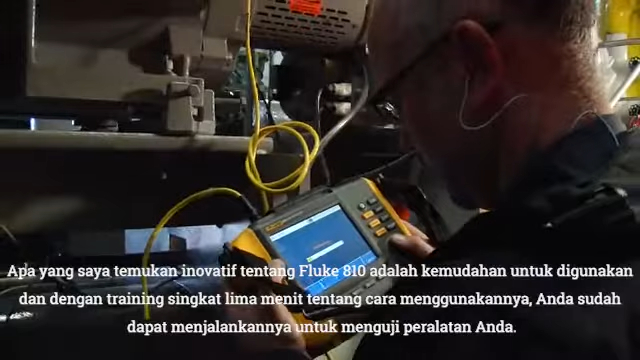 Apa yang saya temukan inovatif tentang Fluke 810 adalah kemudahan untuk digunakan
dan dengan training singkat lima menit tentang cara menggunakannya, Anda sudah
dapat menjalankannya untuk menguji peralatan Anda.